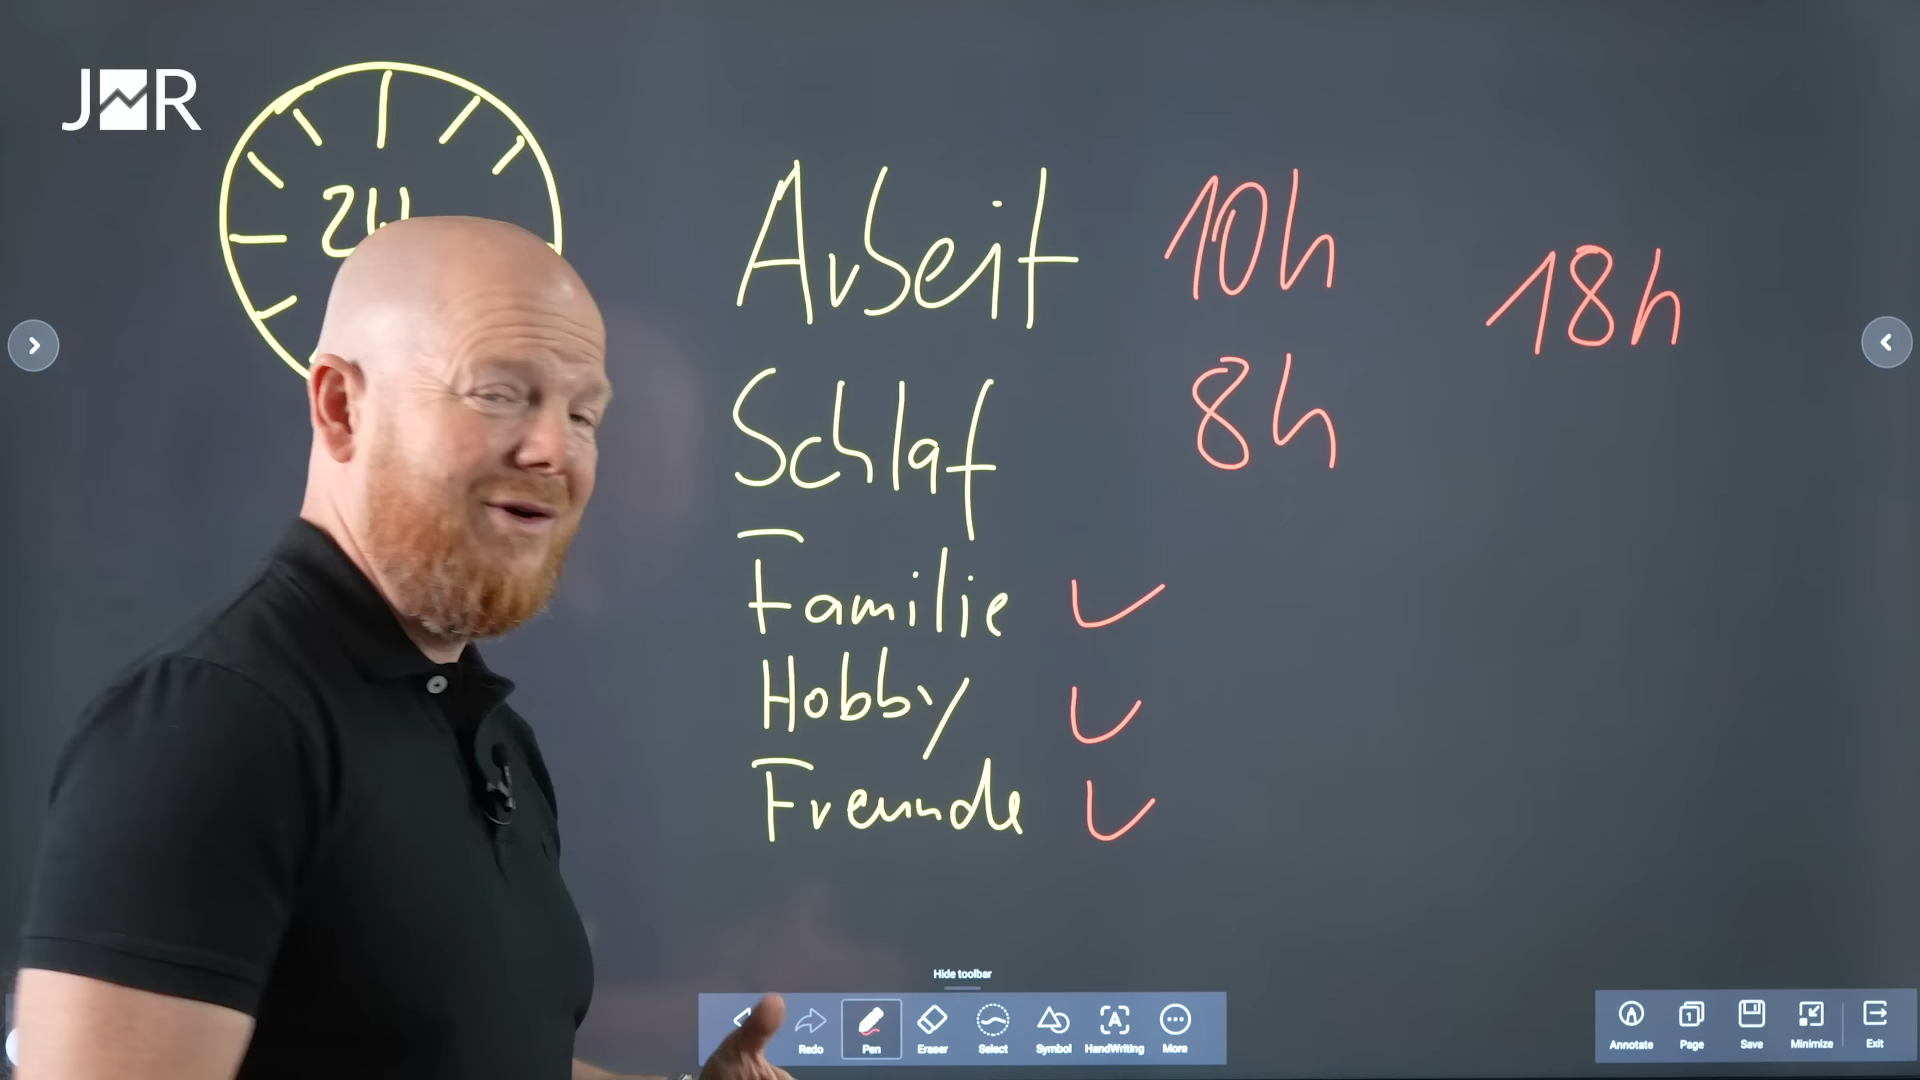 JMR
24
Arbeit 10h
18h
Schlaf 8h
Familie
Hobby
Freunde
Hide toolbar
Redo Pen Eraser Select Symbol HandWriting More
Annotate Page Save Minimize Exit